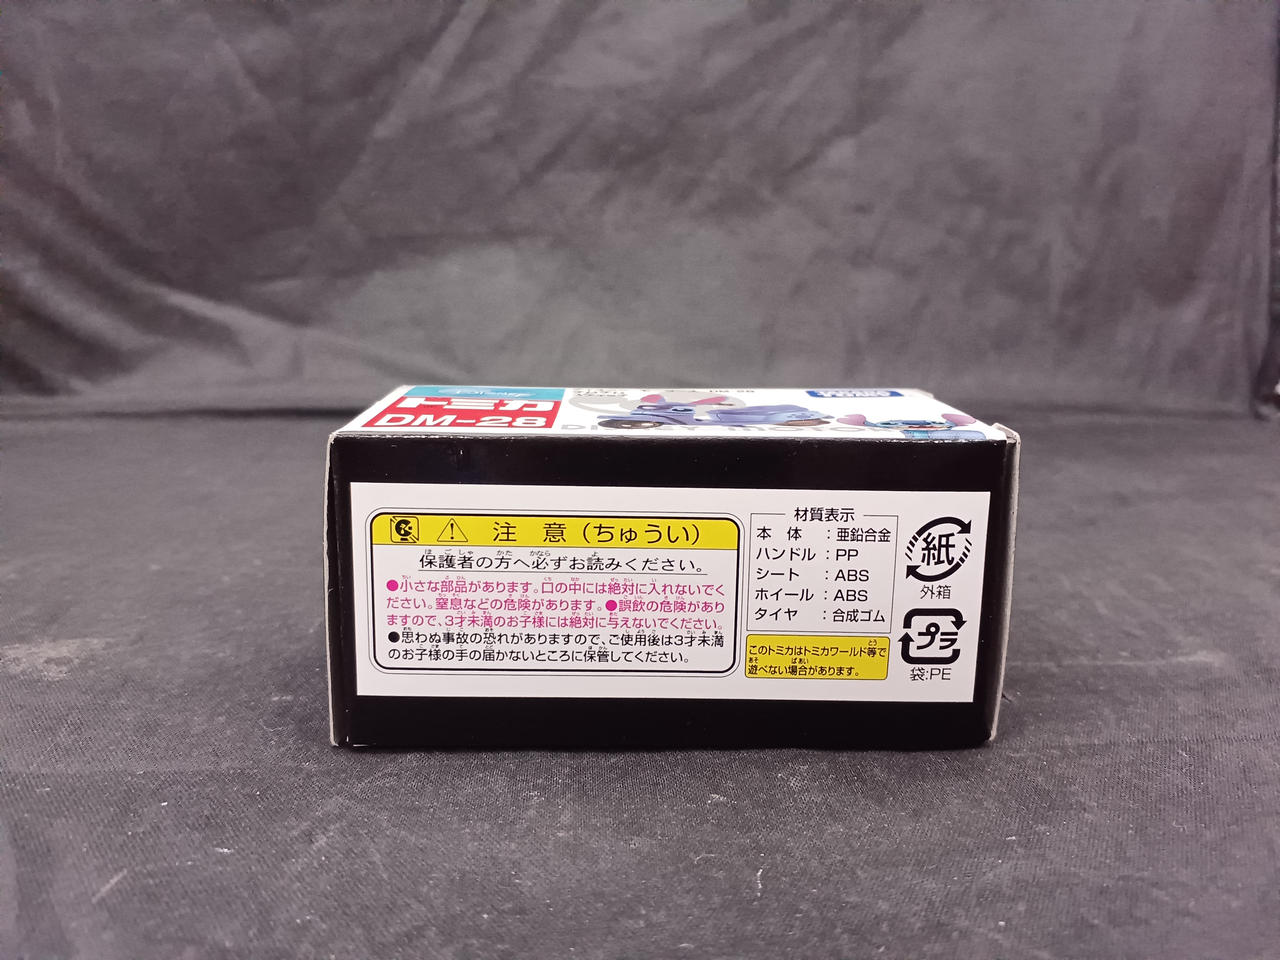 トミカ
DM-28
注 意 (ちゅうい)
保護者の方へ必ずお読みください。
●小さな部品があります。口の中には絶対に入れないでく
ださい。窒息などの危険があります。●誤飲の危険があり
ますので、3才未満のお子様には絶対に与えないでください。
●思わぬ事故の恐れがありますので、ご使用後は3才未満
のお子様の手の届かないところに保管してください。
材質表示
本 体 : 亜鉛合金
ハンドル : PP
シート : ABS
ホイール : ABS
タイヤ : 合成ゴム
このトミカはトミカワールド等で
遊べない場合があります。
紙
外箱
プラ
袋:PE